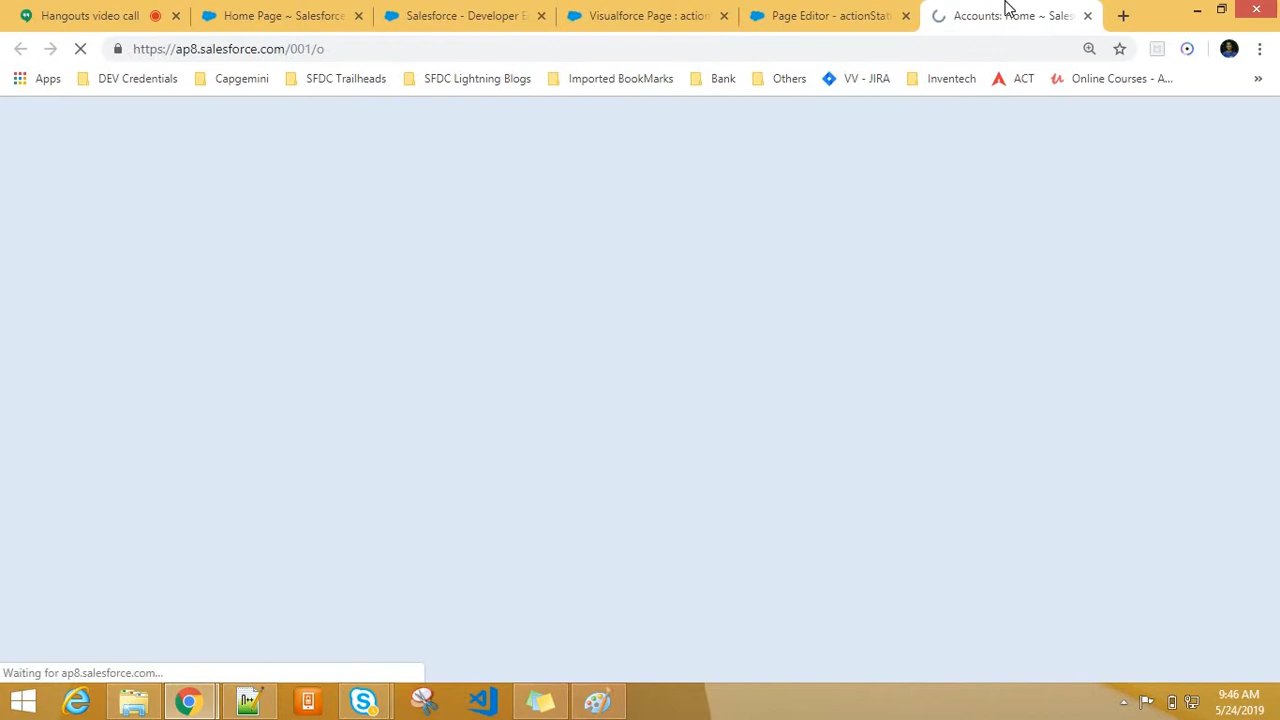 Hangouts video call
Home Page ~ Salesforce
Salesforce - Developer E
Visualforce Page : action
Page Editor - actionStat
Accounts: Home ~ Sales
https://ap8.salesforce.com/001/o
Apps
DEV Credentials
Capgemini
SFDC Trailheads
SFDC Lightning Blogs
Imported BookMarks
Bank
Others
VV - JIRA
Inventech
ACT
Online Courses - A...
»
Waiting for ap8.salesforce.com...
9:46 AM
5/24/2019